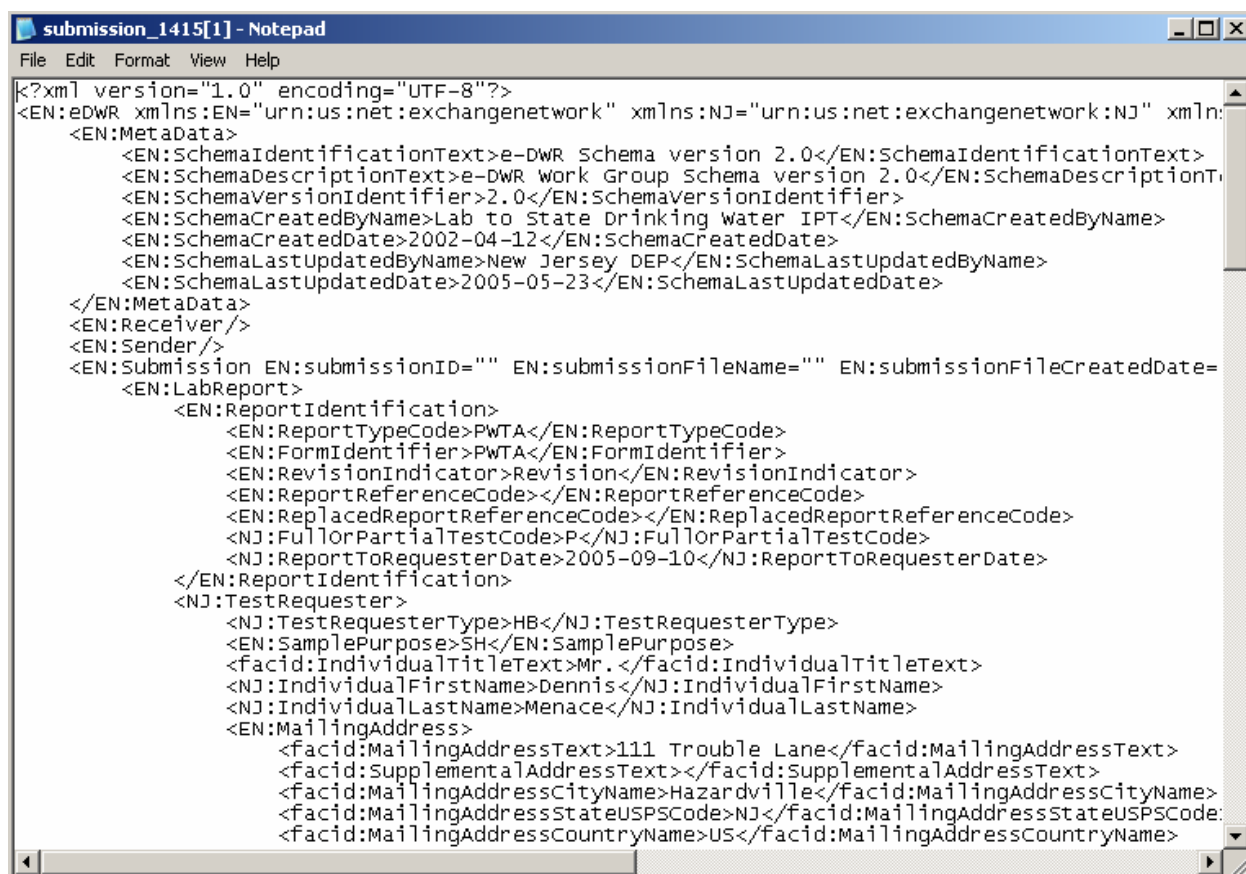 submission_1415[1] - Notepad
File Edit Format View Help
<?xml version="1.0" encoding="UTF-8"?>
<EN:eDWR xmlns:EN="urn:us:net:exchangenetwork" xmlns:NJ="urn:us:net:exchangenetwork:NJ" xmln:
<EN:MetaData>
<EN:SchemaIdentificationText>e-DWR Schema version 2.0</EN:SchemaIdentificationText>
<EN:SchemaDescriptionText>e-DWR Work Group Schema version 2.0</EN:SchemaDescriptionT
<EN:SchemaVersionIdentifier>2.0</EN:SchemaVersionIdentifier>
<EN:SchemaCreatedByName>Lab to State Drinking Water IPT</EN:SchemaCreatedByName>
<EN:SchemaCreatedDate>2002-04-12</EN:SchemaCreatedDate>
<EN:SchemaLastUpdatedByName>New Jersey DEP</EN:SchemaLastUpdatedByName>
<EN:SchemaLastUpdatedDate>2005-05-23</EN:SchemaLastUpdatedDate>
</EN:MetaData>
<EN:Receiver/>
<EN:Sender/>
<EN:Submission EN:submissionID="" EN:submissionFileName="" EN:submissionFileCreatedDate=
<EN:LabReport>
<EN:ReportIdentification>
<EN:ReportTypeCode>PWTA</EN:ReportTypeCode>
<EN:FormIdentifier>PWTA</EN:FormIdentifier>
<EN:RevisionIndicator>Revision</EN:RevisionIndicator>
<EN:ReportReferenceCode></EN:ReportReferenceCode>
<EN:ReplacedReportReferenceCode></EN:ReplacedReportReferenceCode>
<NJ:FullOrPartialTestCode>P</NJ:FullOrPartialTestCode>
<NJ:ReportToRequesterDate>2005-09-10</NJ:ReportToRequesterDate>
</EN:ReportIdentification>
<NJ:TestRequester>
<NJ:TestRequesterType>HB</NJ:TestRequesterType>
<EN:SamplePurpose>SH</EN:SamplePurpose>
<facid:IndividualTitleText>Mr.</facid:IndividualTitleText>
<NJ:IndividualFirstName>Dennis</NJ:IndividualFirstName>
<NJ:IndividualLastName>Menace</NJ:IndividualLastName>
<EN:MailingAddress>
<facid:MailingAddressText>111 Trouble Lane</facid:MailingAddressText>
<facid:SupplementalAddressText></facid:SupplementalAddressText>
<facid:MailingAddressCityName>Hazardville</facid:MailingAddressCityName>
<facid:MailingAddressStateUSPSCode>NJ</facid:MailingAddressStateUSPSCode
<facid:MailingAddressCountryName>US</facid:MailingAddressCountryName>